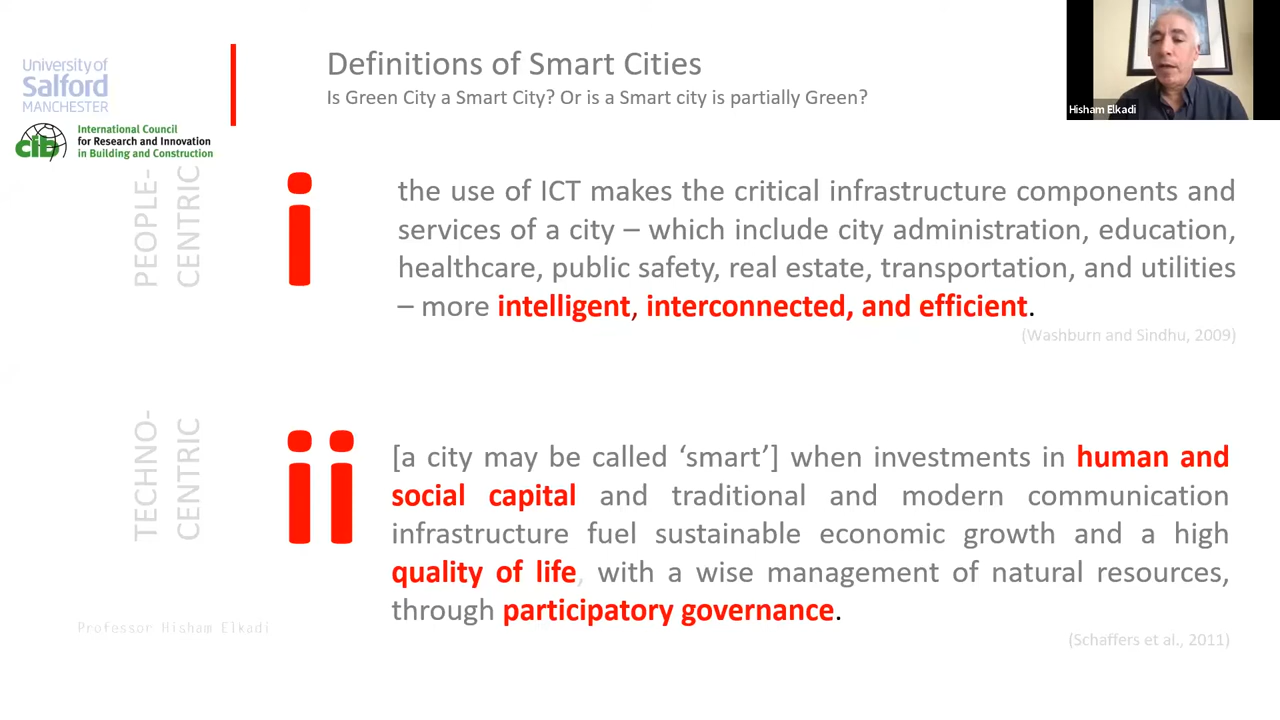 University of
Salford
MANCHESTER
cib
International Council
for Research and Innovation
in Building and Construction
Definitions of Smart Cities
Is Green City a Smart City? Or is a Smart city is partially Green?
Hisham Elkadi
PEOPLE-
CENTRIC
i
the use of ICT makes the critical infrastructure components and
services of a city – which include city administration, education,
healthcare, public safety, real estate, transportation, and utilities
– more intelligent, interconnected, and efficient.
(Washburn and Sindhu, 2009)
TECHNO-
CENTRIC
ii
[a city may be called ‘smart’] when investments in human and
social capital and traditional and modern communication
infrastructure fuel sustainable economic growth and a high
quality of life, with a wise management of natural resources,
through participatory governance.
(Schaffers et al., 2011)
Professor Hisham Elkadi